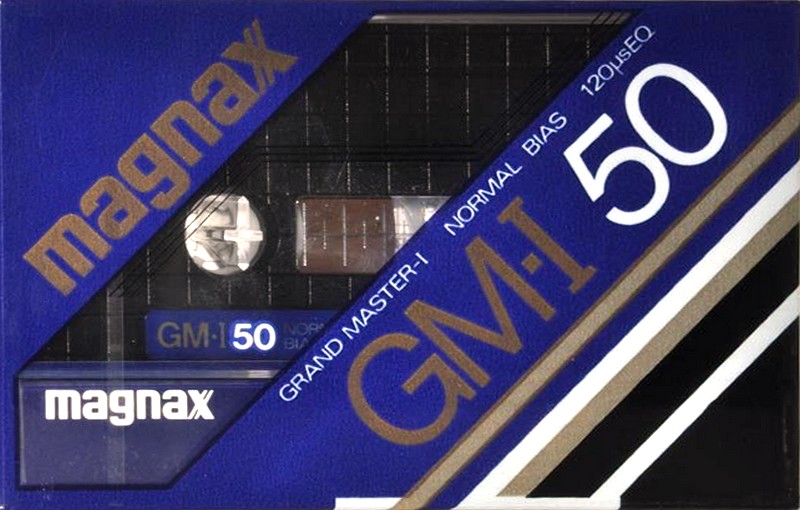 magnax
120µsEQ
NORMAL BIAS
50
GRAND MASTER-I
GM-I
GM-I 50
magnax